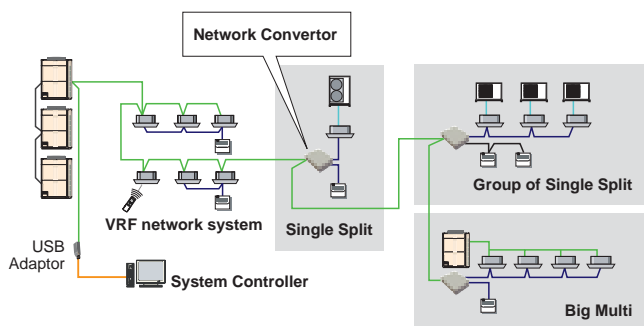 Network Convertor
VRF network system
Single Split
Group of Single Split
USB
Adaptor
System Controller
Big Multi